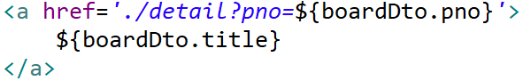 <a href='./detail?pno=${boardDto.pno}'>
    ${boardDto.title}
</a>